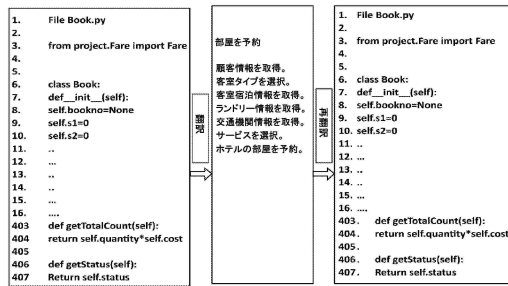 1. File Book.py
2.
3. from project.Fare import Fare
4.
5.
6. class Book:
7. def__init__(self):
8. self.bookno=None
9. self.s1=0
10. self.s2=0
11. ..
12. ...
13. ..
14. ..
15. ...
16. ....
403 def getTotalCount(self):
404 return self.quantity*self.cost
405
406 def getStatus(self):
407 Return self.status
翻訳
部屋を予約
顧客情報を取得。
客室タイプを選択。
客室宿泊情報を取得。
ランドリー情報を取得。
交通機関情報を取得。
サービスを選択。
ホテルの部屋を予約。
再翻訳
1. File Book.py
2.
3. from project.Fare import Fare
4.
5.
6. class Book:
7. def__init__(self):
8. self.bookno=None
9. self.s1=0
10. self.s2=0
11. ..
12. ...
13. ..
14. ..
15. ...
16. ....
403. def getTotalCount(self):
404. return self.quantity*self.cost
405.
406. def getStatus(self):
407. Return self.status